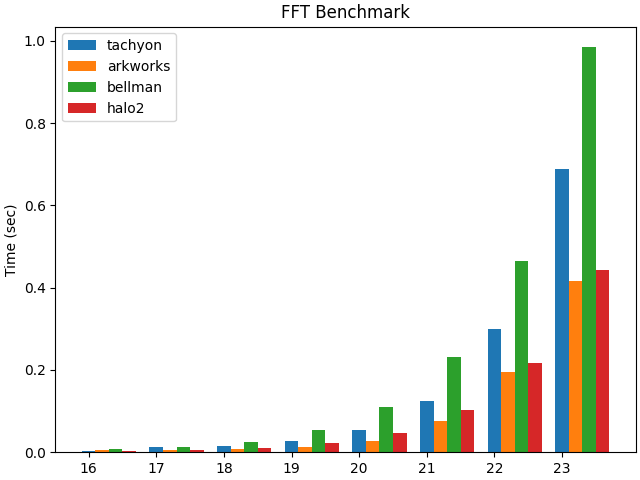 FFT Benchmark
tachyon
arkworks
bellman
halo2
Time (sec)
1.0
0.8
0.6
0.4
0.2
0.0
16 17 18 19 20 21 22 23